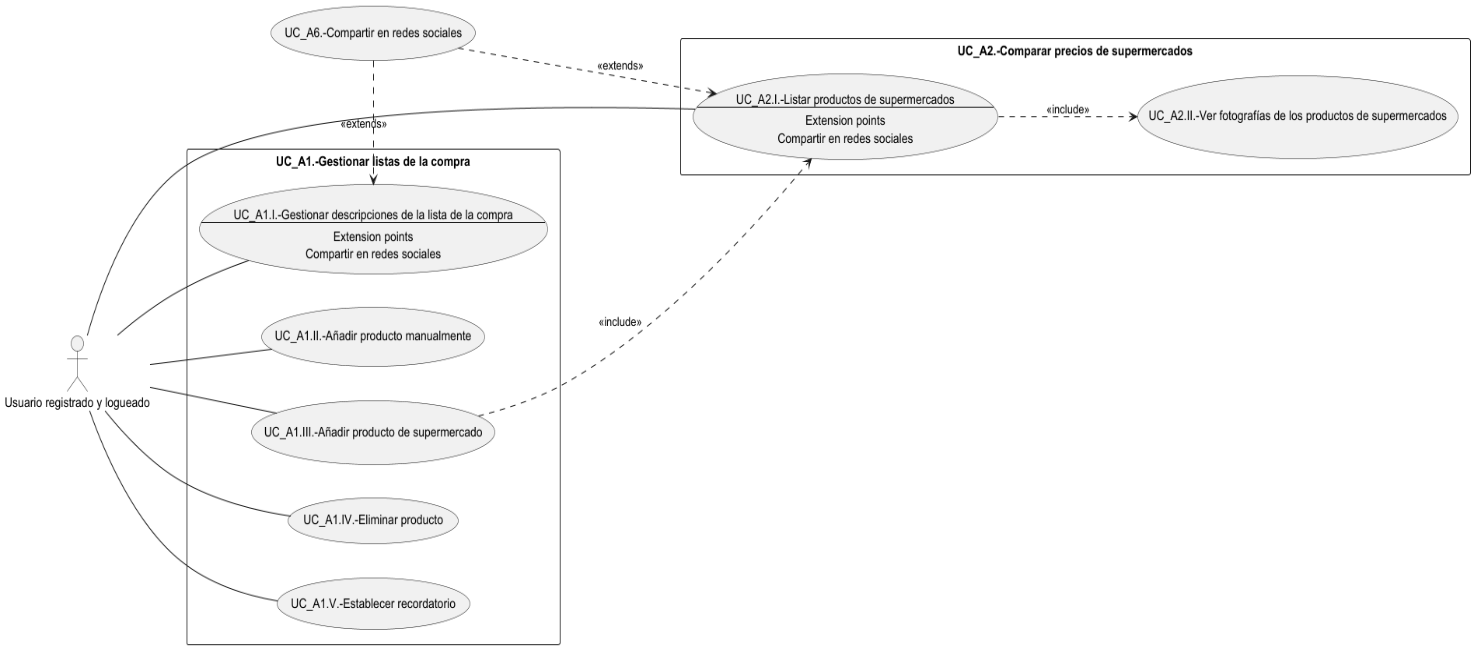 UC_A6.-Compartir en redes sociales
«extends»
«extends»
UC_A2.-Comparar precios de supermercados
UC_A2.I.-Listar productos de supermercados
Extension points
Compartir en redes sociales
«include»
UC_A2.II.-Ver fotografías de los productos de supermercados
UC_A1.-Gestionar listas de la compra
UC_A1.I.-Gestionar descripciones de la lista de la compra
Extension points
Compartir en redes sociales
«include»
UC_A1.II.-Añadir producto manualmente
Usuario registrado y logueado
UC_A1.III.-Añadir producto de supermercado
UC_A1.IV.-Eliminar producto
UC_A1.V.-Establecer recordatorio